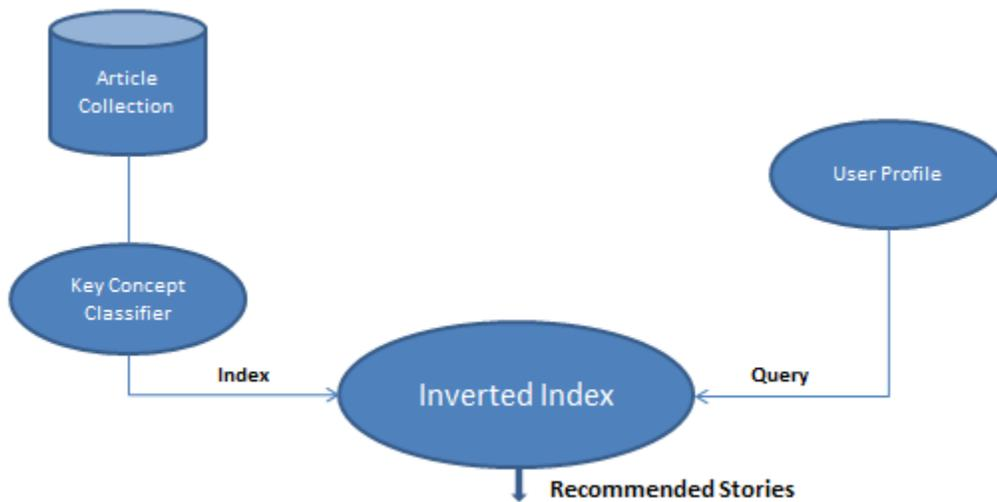 Article
Collection
User Profile
Key Concept
Classifier
Index
Query
Inverted Index
Recommended Stories